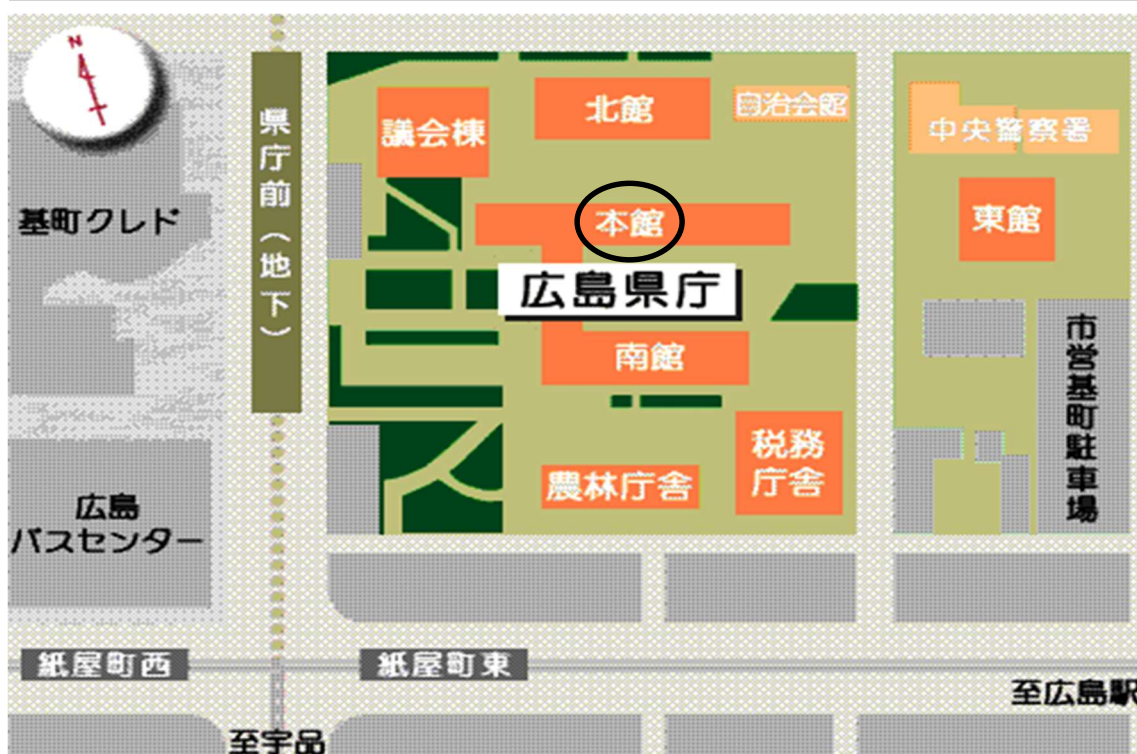 N
県庁前（地下）
議会棟
北館
自治会館
中央警察署
基町クレド
本館
東館
広島県庁
南館
市営基町駐車場
税務
庁舎
農林庁舎
広島
バスセンター
紙屋町西
紙屋町東
至広島駅
至宇品